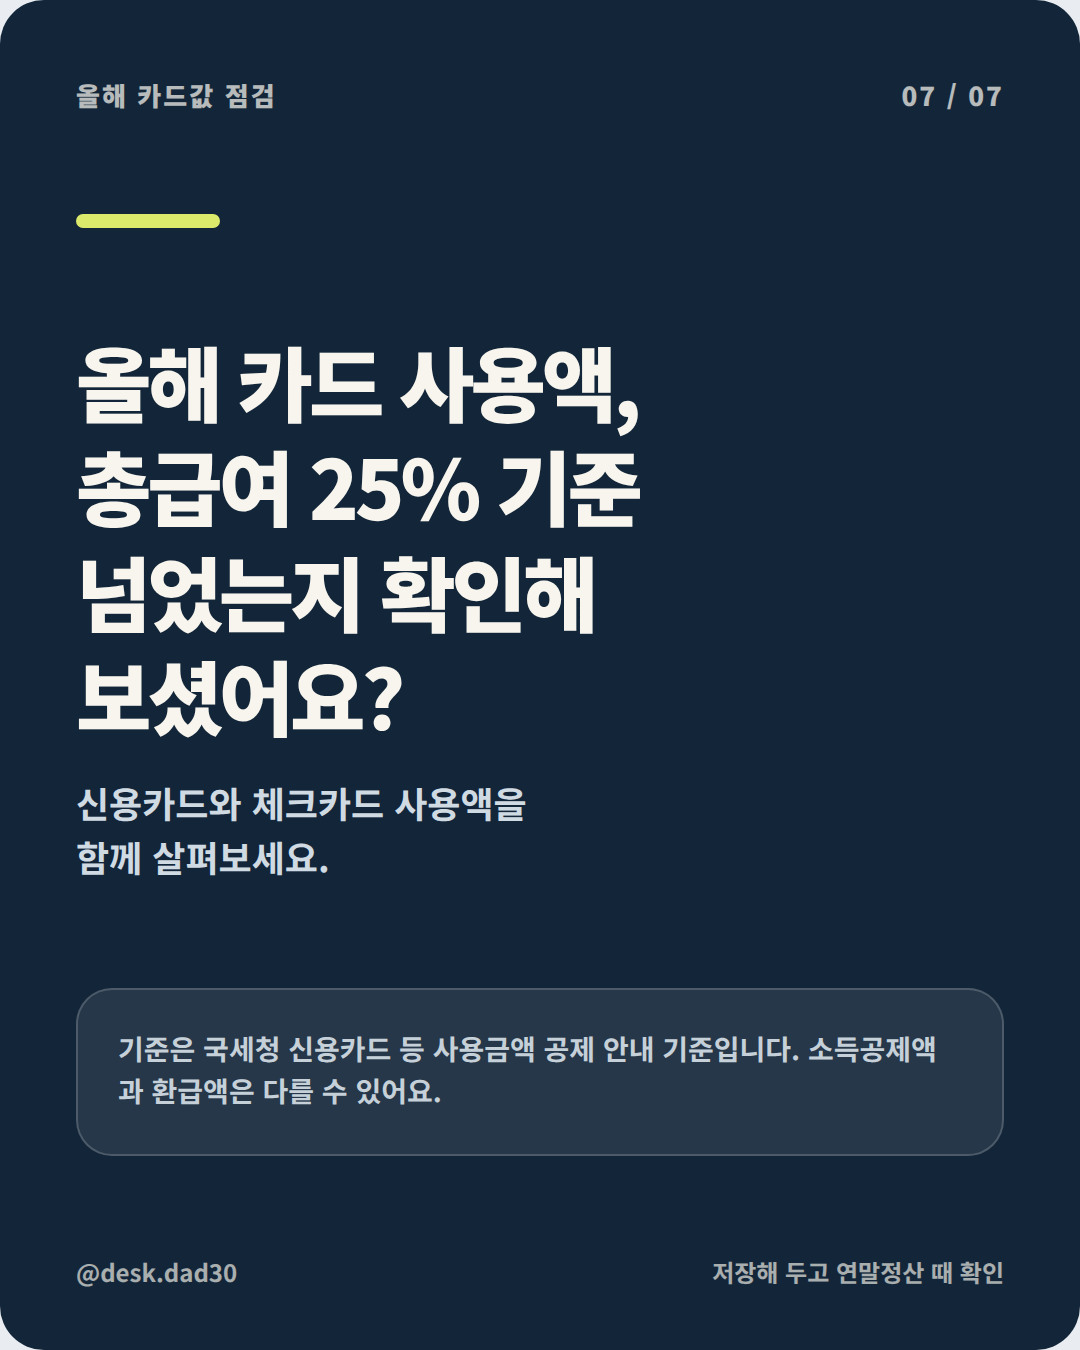 올해 카드값 점검
07 / 07
올해 카드 사용액,
총급여 25% 기준
넘었는지 확인해
보셨어요?
신용카드와 체크카드 사용액을
함께 살펴보세요.
기준은 국세청 신용카드 등 사용금액 공제 안내 기준입니다. 소득공제액
과 환급액은 다를 수 있어요.
@desk.dad30
저장해 두고 연말정산 때 확인